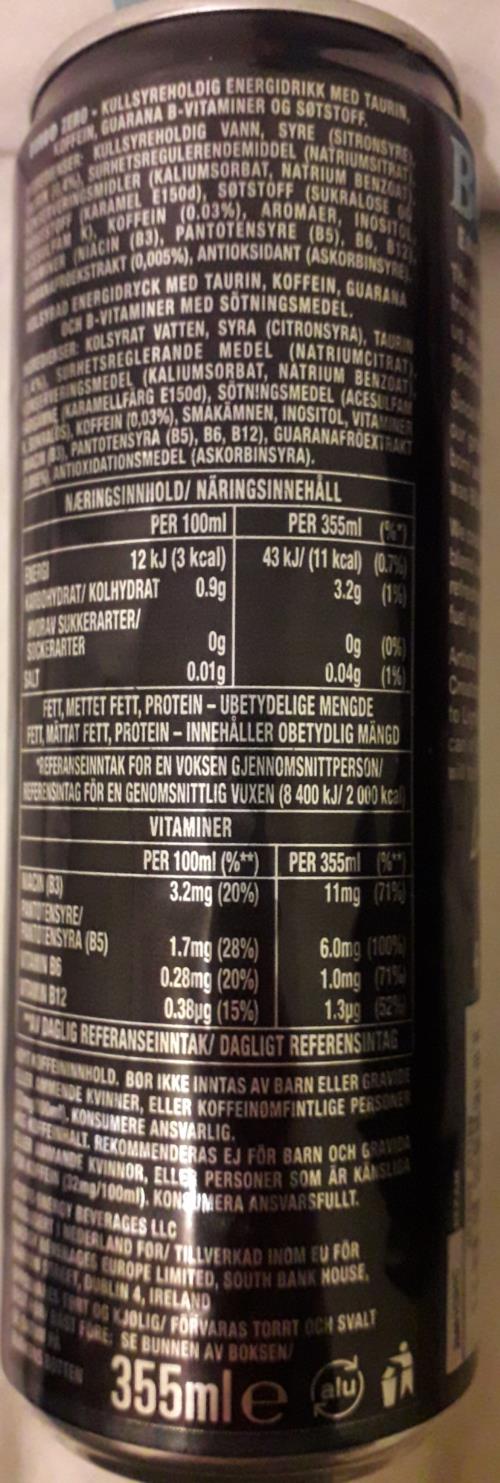 ZERO - KULLSYREHOLDIG ENERGIDRIKK MED TAURIN,
KOFFEIN, GUARANA B-VITAMINER OG SØTSTOFF.
KULLSYREHOLDIG VANN, SYRE (SITRONSYRE),
SURHETSREGULERENDEMIDDEL (NATRIUMSITRAT),
(KALIUMSORBAT, NATRIUM BENZOAT),
(KARAMEL E150d), SØTSTOFF (SUKRALOSE OG
K), KOFFEIN (0.03%), AROMAER, INOSITOL,
(NIACIN (B3), PANTOTENSYRE (B5), B6, B12),
(0,005%), ANTIOKSIDANT (ASKORBINSYRE).
ENERGIDRYCK MED TAURIN, KOFFEIN, GUARANA
OCH B-VITAMINER MED SÖTNINGSMEDEL.
KOLSYRAT VATTEN, SYRA (CITRONSYRA), TAURIN
SURHETSREGLERANDE MEDEL (NATRIUMCITRAT),
(KALIUMSORBAT, NATRIUM BENZOAT),
(KARAMELLFÄRG E150d), SÖTNINGSMEDEL (ACESULFAM
KOFFEIN (0,03%), SMAKÄMNEN, INOSITOL, VITAMINER
(B3), PANTOTENSYRA (B5), B6, B12), GUARANAFRÖEXTRAKT
ANTIOXIDATIONSMEDEL (ASKORBINSYRA).
NÆRINGSINNHOLD/ NÄRINGSINNEHÅLL
PER 100ml PER 355ml (%*)
ENERGI 12 kJ (3 kcal) 43 kJ/ (11 kcal) (0.7%)
KARBOHYDRAT/ KOLHYDRAT 0.9g 3.2g (1%)
HVORAV SUKKERARTER/
SOCKERARTER 0g 0g (0%)
SALT 0.01g 0.04g (1%)
FETT, METTET FETT, PROTEIN – UBETYDELIGE MENGDE
FETT, MÄTTAT FETT, PROTEIN – INNEHÅLLER OBETYDLIG MÄNGD
*REFERANSEINNTAK FOR EN VOKSEN GJENNOMSNITTPERSON/
REFERENSINTAG FÖR EN GENOMSNITTLIG VUXEN (8 400 kJ/ 2 000 kcal)
VITAMINER
PER 100ml (%**) PER 355ml (%**)
NIACIN (B3) 3.2mg (20%) 11mg (71%)
PANTOTENSYRE/
PANTOTENSYRA (B5) 1.7mg (28%) 6.0mg (100%)
VITAMIN B6 0.28mg (20%) 1.0mg (71%)
VITAMIN B12 0.38µg (15%) 1.3µg (52%)
**AV DAGLIG REFERANSEINNTAK/ DAGLIGT REFERENSINTAG
BØR IKKE INNTAS AV BARN ELLER GRAVIDE
KVINNER, ELLER KOFFEINØMFINTLIGE PERSONER
KONSUMERE ANSVARLIG.
REKOMMENDERAS EJ FÖR BARN OCH GRAVIDA
KVINNOR, ELLER PERSONER SOM ÄR KÄNSLIGA
(32mg/100ml). KONSUMERA ANSVARSFULLT.
BEVERAGES LLC
FØR/ TILLVERKAD INOM EU FÖR
EUROPE LIMITED, SOUTH BANK HOUSE,
DUBLIN 4, IRELAND
OG KJØLIG/ FÖRVARAS TORRT OCH SVALT
SE BUNNEN AV BOKSEN/
BOTTEN
355ml e alu